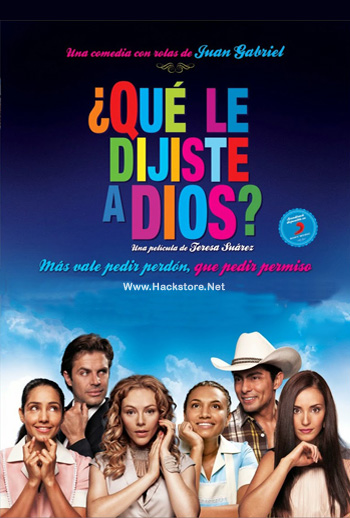 Una comedia con rolas de Juan Gabriel
¿QUÉ LE
DIJISTE
A DIOS?
Una película de Teresa Suárez
Más vale pedir perdón, que pedir permiso
Www.Hackstore.Net